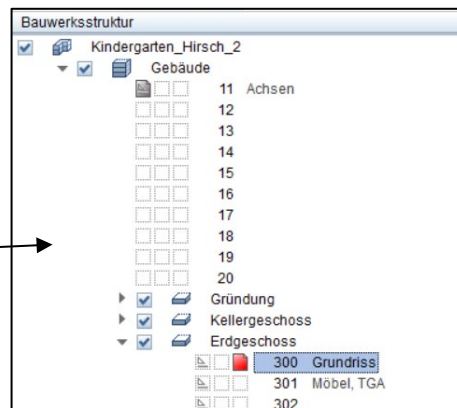 Bauwerksstruktur
Kindergarten_Hirsch_2
Gebäude
11 Achsen
12
13
14
15
16
17
18
19
20
Gründung
Kellergeschoss
Erdgeschoss
300 Grundriss
301 Möbel, TGA
302